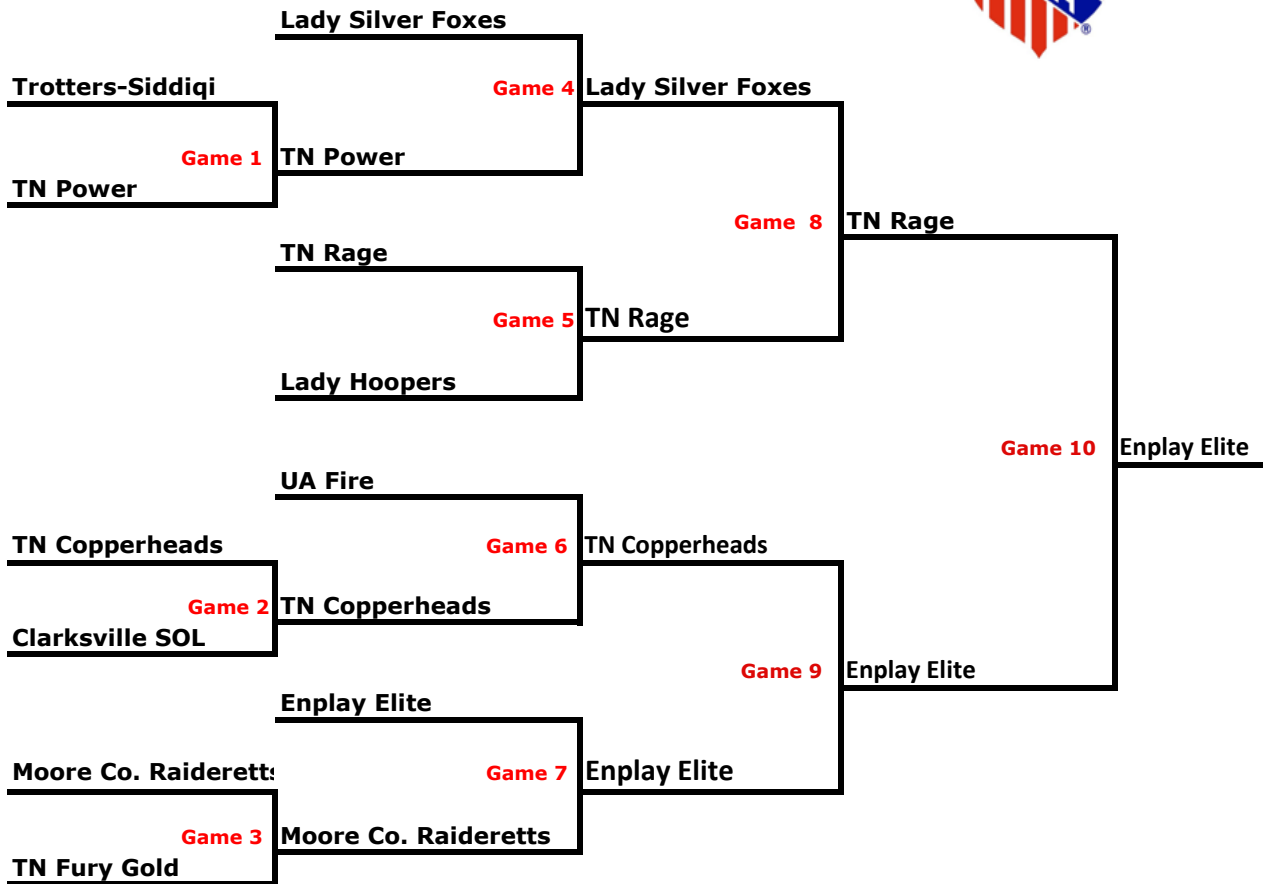 Lady Silver Foxes
Trotters-Siddiqi
Game 4 Lady Silver Foxes
Game 1 TN Power
TN Power
Game 8 TN Rage
TN Rage
Game 5 TN Rage
Lady Hoopers
Game 10 Enplay Elite
UA Fire
TN Copperheads
Game 6 TN Copperheads
Game 2 TN Copperheads
Clarksville SOL
Game 9 Enplay Elite
Enplay Elite
Moore Co. Raideretts
Game 7 Enplay Elite
Game 3 Moore Co. Raideretts
TN Fury Gold